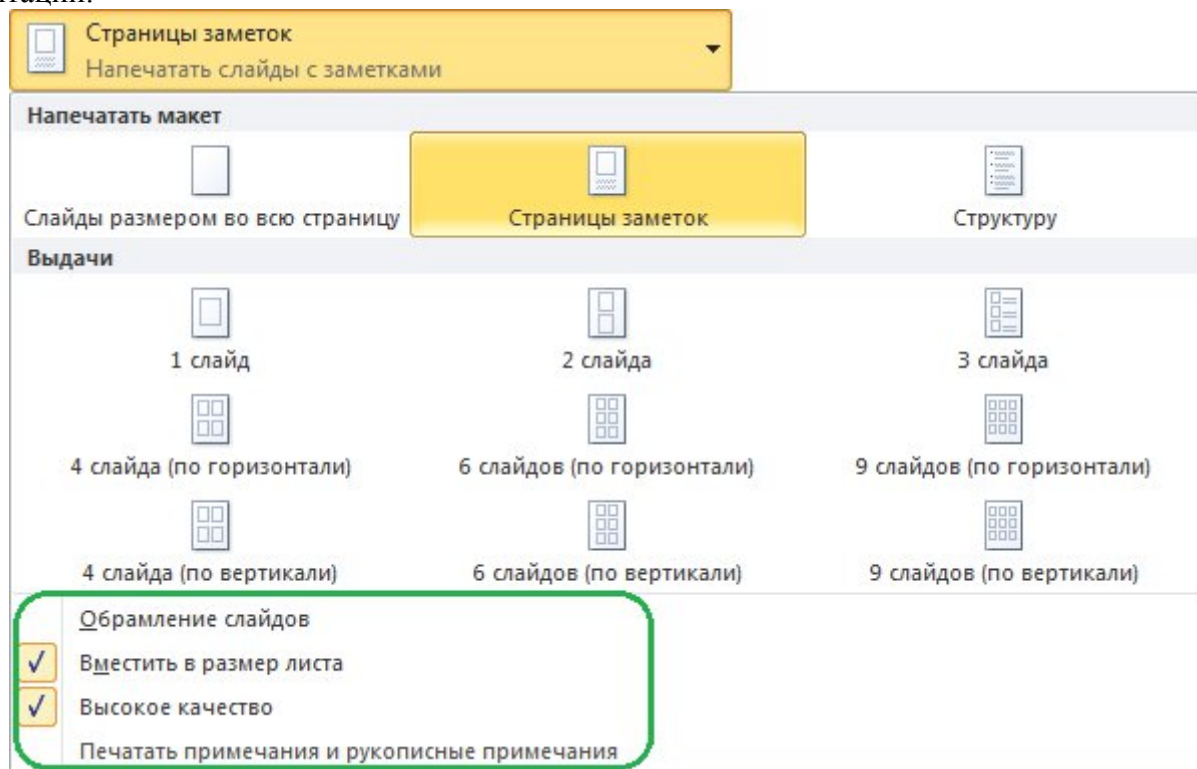 Страницы заметок
Напечатать слайды с заметками
Напечатать макет
Слайды размером во всю страницу Страницы заметок Структуру
Выдачи
1 слайд 2 слайда 3 слайда
4 слайда (по горизонтали) 6 слайдов (по горизонтали) 9 слайдов (по горизонтали)
4 слайда (по вертикали) 6 слайдов (по вертикали) 9 слайдов (по вертикали)
Обрамление слайдов
Вместить в размер листа
Высокое качество
Печатать примечания и рукописные примечания